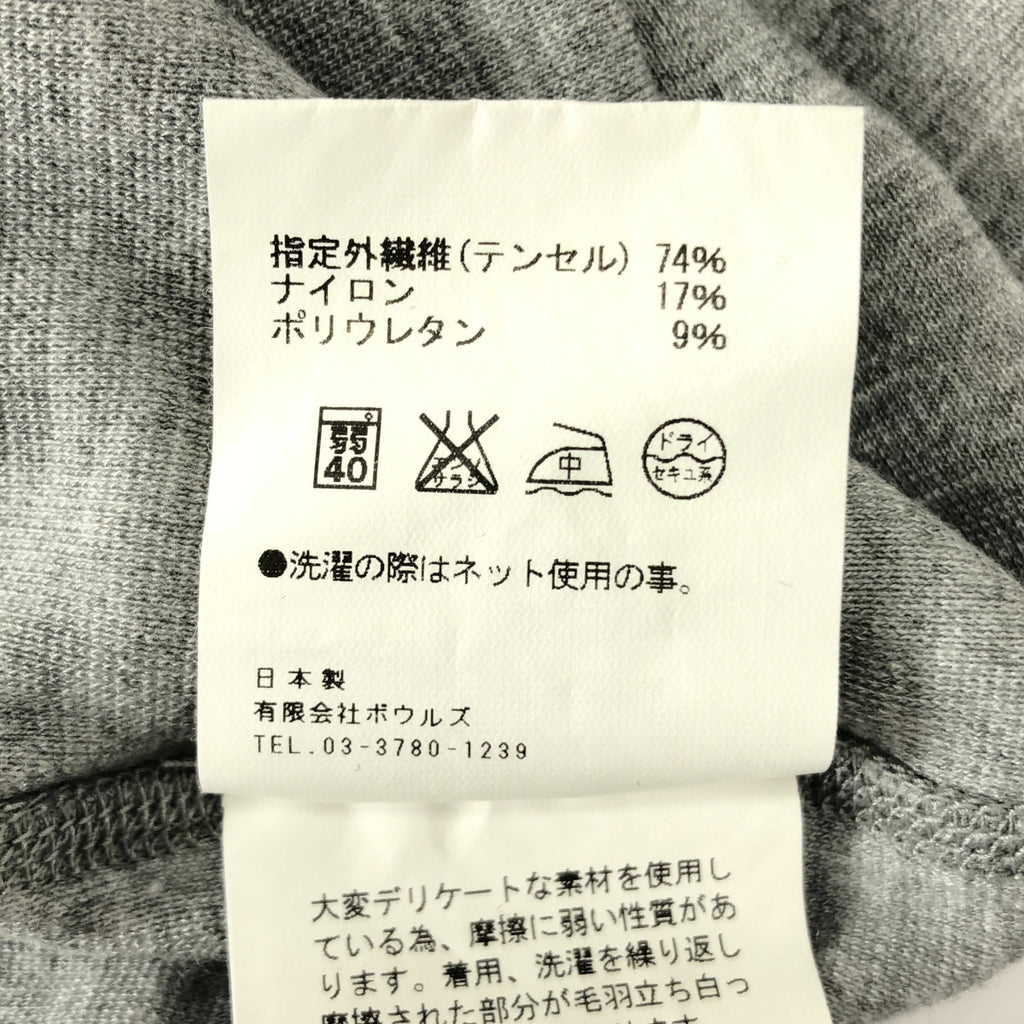 指定外繊維(テンセル) 74%
ナイロン 17%
ポリウレタン 9%
弱
40
エンソ
サラシ
中
ドライ
セキユ系
●洗濯の際はネット使用の事。
日本製
有限会社ボウルズ
TEL.03-3780-1239
大変デリケートな素材を使用し
ている為、摩擦に弱い性質があ
ります。着用、洗濯を繰り返し
摩擦された部分が毛羽立ち白っ